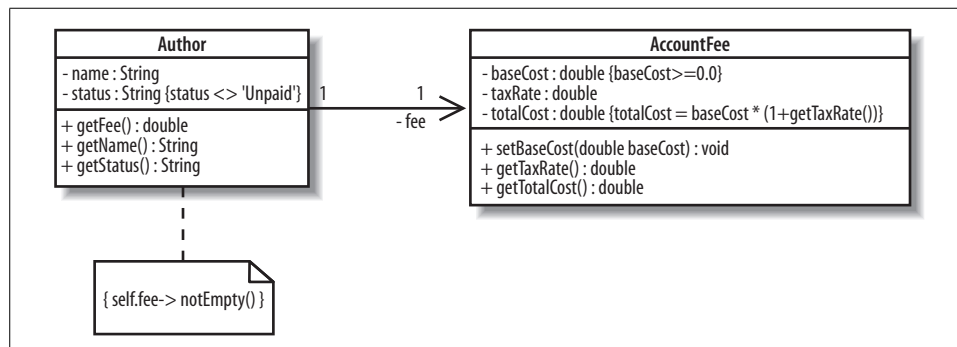 Author
- name : String
- status : String {status <> 'Unpaid'}
+ getFee() : double
+ getName() : String
+ getStatus() : String
1
1
- fee
AccountFee
- baseCost : double {baseCost>=0.0}
- taxRate : double
- totalCost : double {totalCost = baseCost * (1+getTaxRate())}
+ setBaseCost(double baseCost) : void
+ getTaxRate() : double
+ getTotalCost() : double
{ self.fee-> notEmpty() }